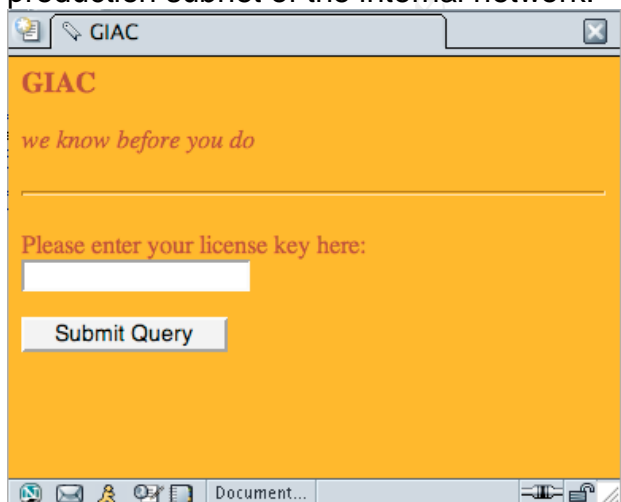 production subnet of the internal network.
GIAC
GIAC
we know before you do
Please enter your license key here:
Submit Query
Document...